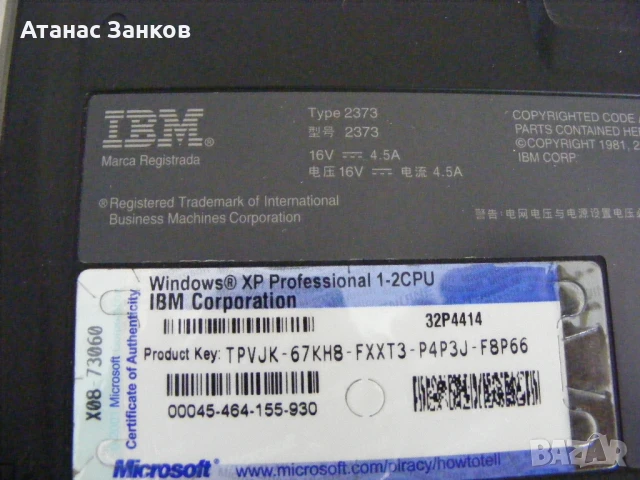 Атанас Занков
IBM®
Marca Registrada
Type 2373
型号 2373
16V 4.5A
电压 16V 电流 4.5A
COPYRIGHTED CODE
PARTS CONTAINED HE
©COPYRIGHT 1981, 2
IBM CORP.
®Registered Trademark of International
Business Machines Corporation
警告:电网电压与电源设置电压
Windows® XP Professional 1-2CPU
IBM Corporation
32P4414
Product Key: TPVJK-67KH8-FXXT3-P4P3J-F8P66
00045-464-155-930
X08-73060
Microsoft
Certificate of Authenticity
Microsoft®
www.microsoft.com/piracy/howtotell
bazar